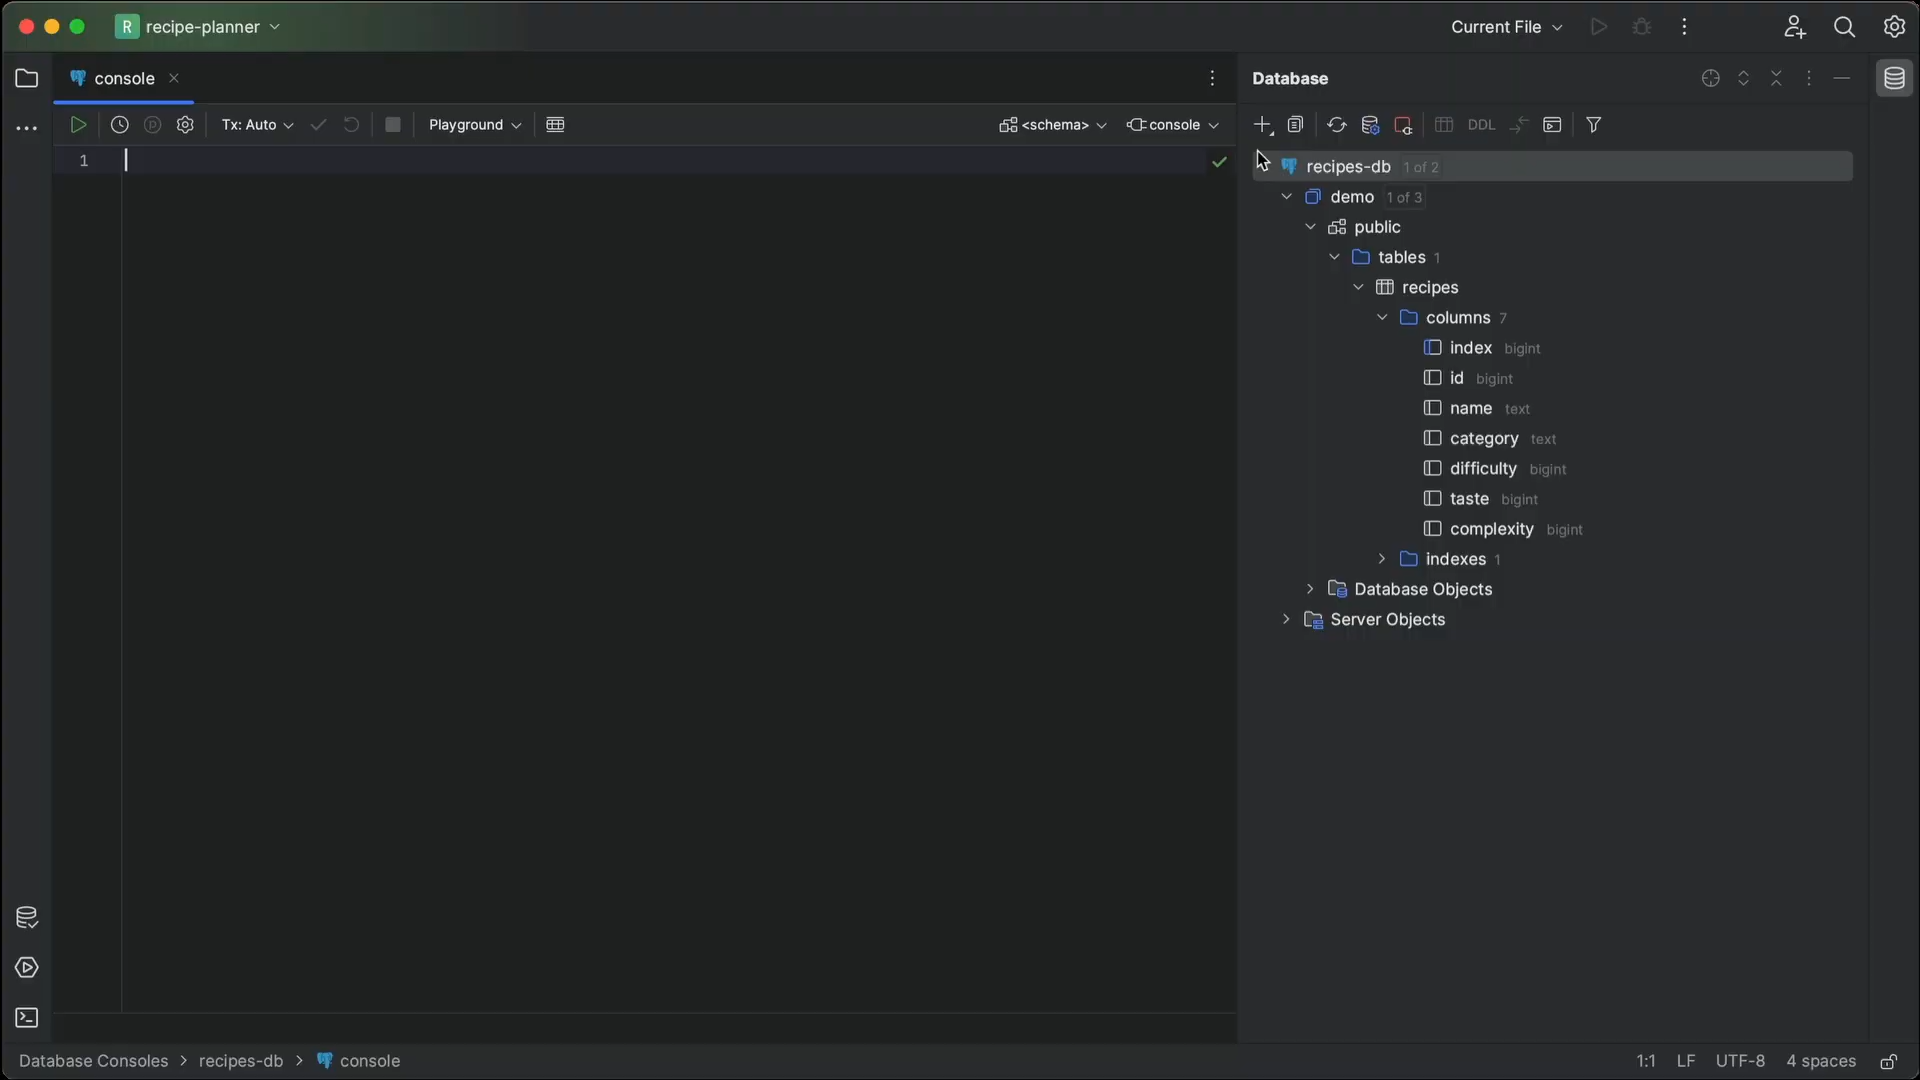 R recipe-planner
Current File
console
Database
Tx: Auto
Playground
<schema>
console
DDL
1
recipes-db 1 of 2
demo 1 of 3
public
tables 1
recipes
columns 7
index bigint
id bigint
name text
category text
difficulty bigint
taste bigint
complexity bigint
indexes 1
Database Objects
Server Objects
Database Consoles > recipes-db > console
1:1 LF UTF-8 4 spaces